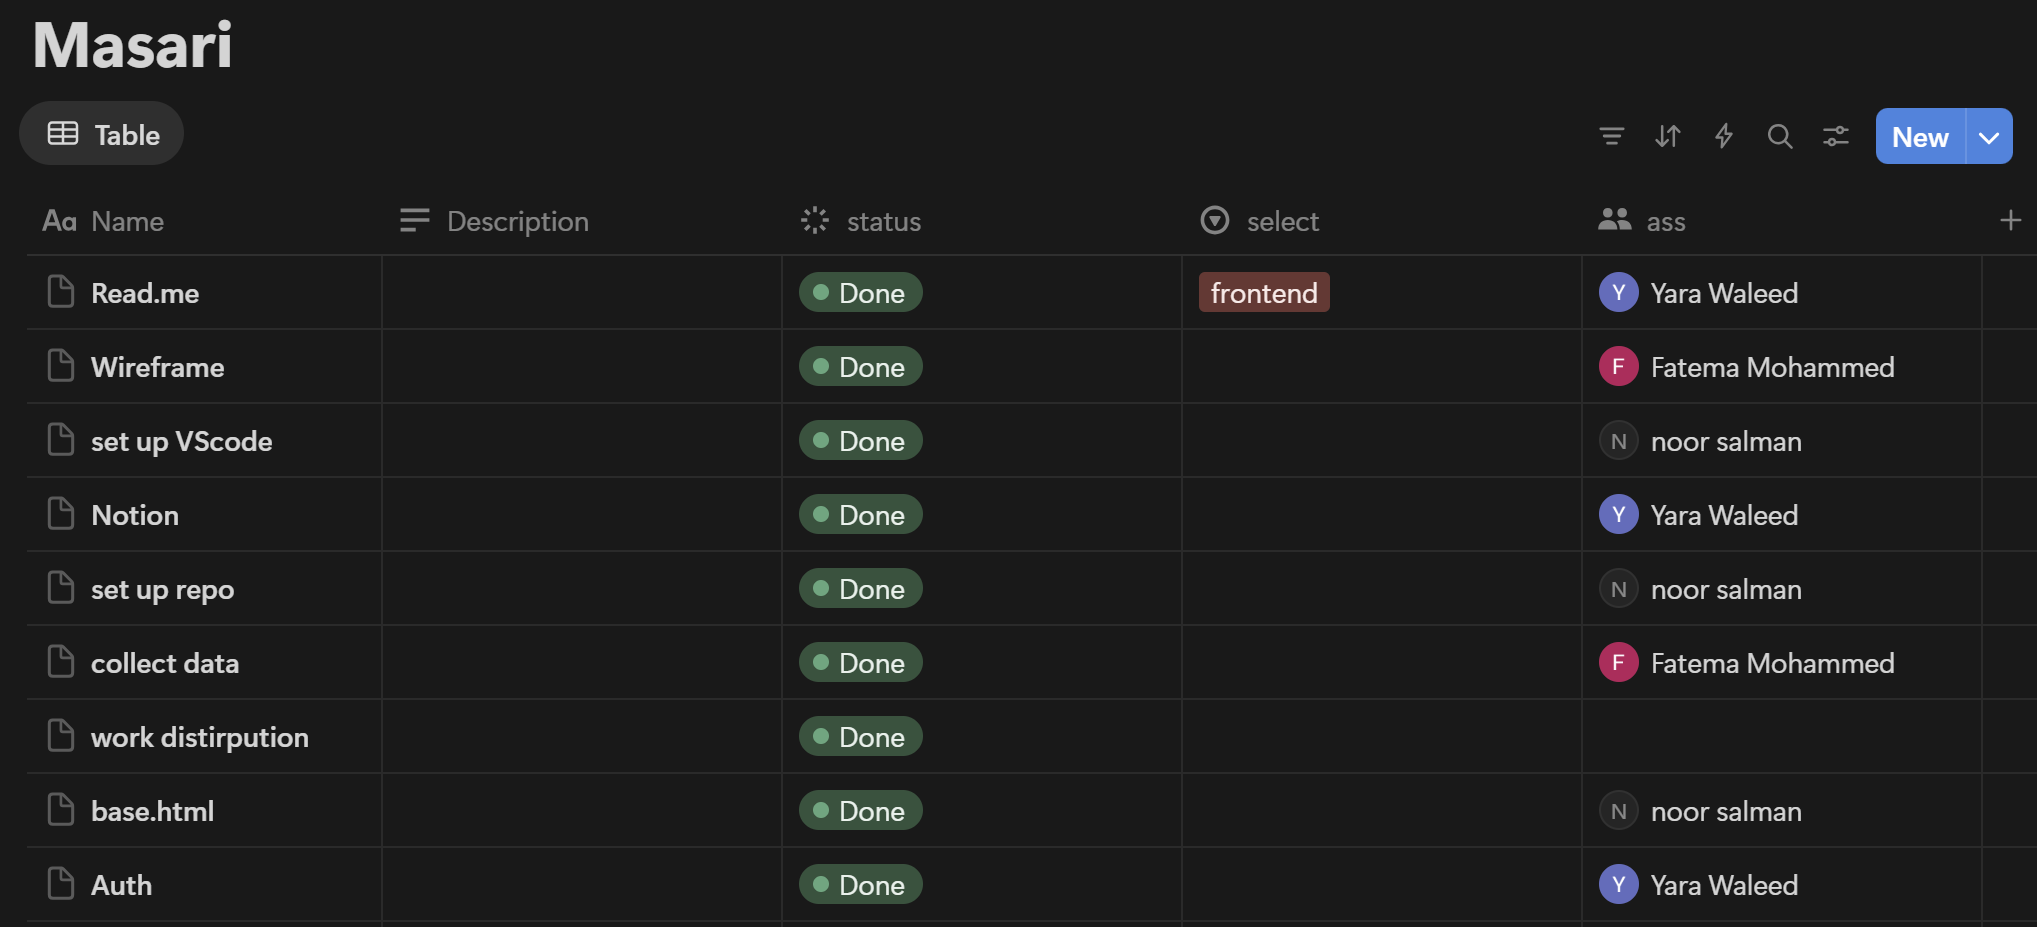 Masari
Table
New
Aa Name Description status select ass
Read.me Done frontend Y Yara Waleed
Wireframe Done F Fatema Mohammed
set up VScode Done N noor salman
Notion Done Y Yara Waleed
set up repo Done N noor salman
collect data Done F Fatema Mohammed
work distirpution Done
base.html Done N noor salman
Auth Done Y Yara Waleed